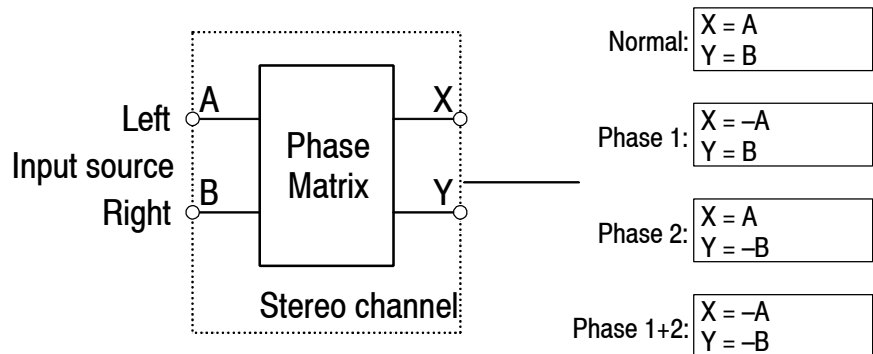 A
X
Left
Phase
Matrix
Input source
B
Y
Right
Stereo channel
Normal:
X = A
Y = B
Phase 1:
X = –A
Y = B
Phase 2:
X = A
Y = –B
Phase 1+2:
X = –A
Y = –B